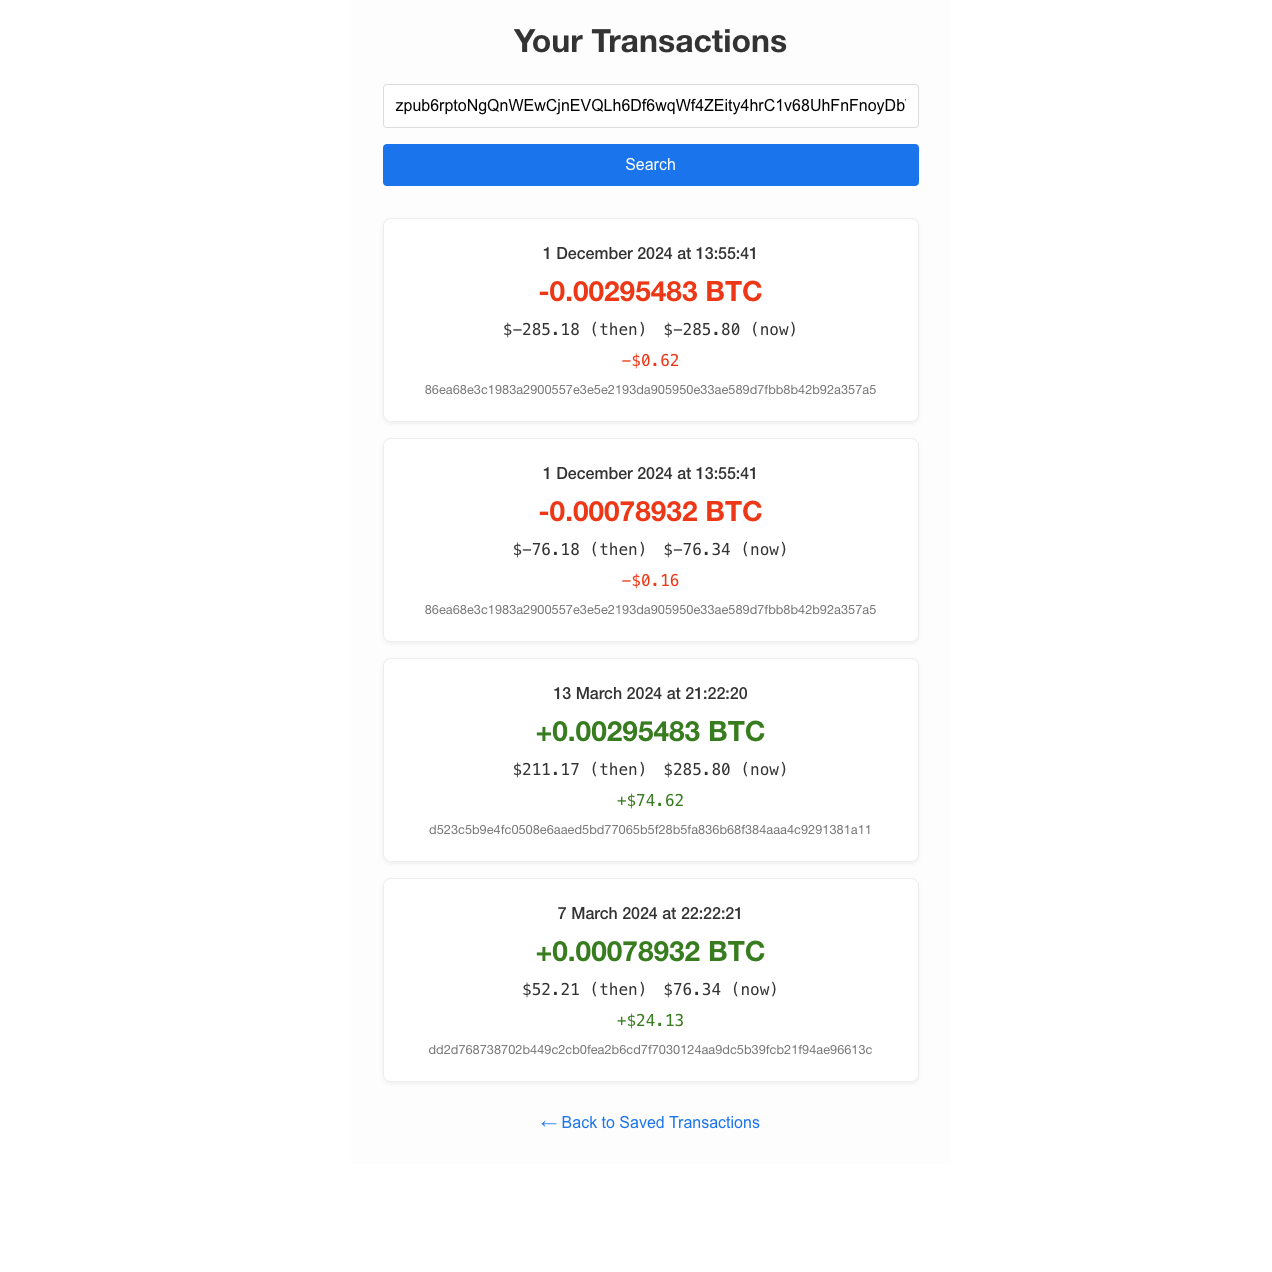 Your Transactions
zpub6rptoNgQnWEwCjnEVQLh6Df6wqWf4ZEity4hrC1v68UhFnFnoyDb
Search
1 December 2024 at 13:55:41
-0.00295483 BTC
$-285.18 (then) $-285.80 (now)
-$0.62
86ea68e3c1983a2900557e3e5e2193da905950e33ae589d7fbb8b42b92a357a5
1 December 2024 at 13:55:41
-0.00078932 BTC
$-76.18 (then) $-76.34 (now)
-$0.16
86ea68e3c1983a2900557e3e5e2193da905950e33ae589d7fbb8b42b92a357a5
13 March 2024 at 21:22:20
+0.00295483 BTC
$211.17 (then) $285.80 (now)
+$74.62
d523c5b9e4fc0508e6aaed5bd77065b5f28b5fa836b68f384aaa4c9291381a11
7 March 2024 at 22:22:21
+0.00078932 BTC
$52.21 (then) $76.34 (now)
+$24.13
dd2d768738702b449c2cb0fea2b6cd7f7030124aa9dc5b39fcb21f94ae96613c
← Back to Saved Transactions